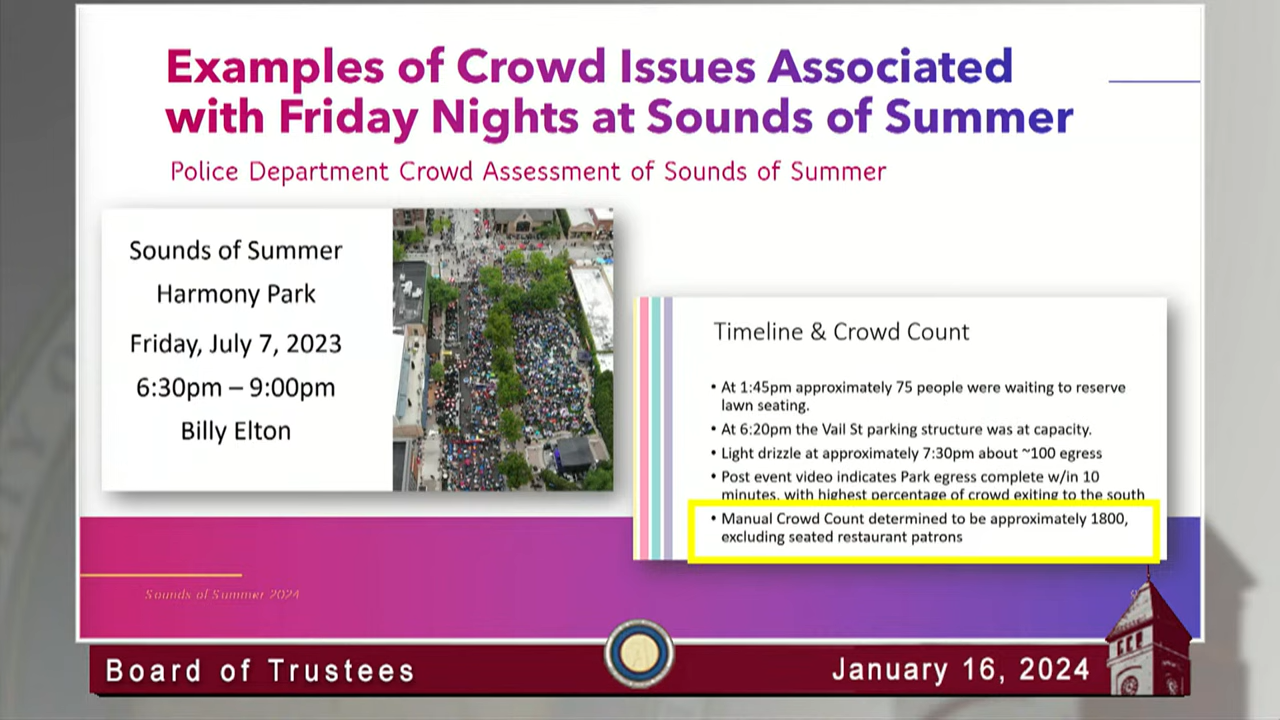 Examples of Crowd Issues Associated
with Friday Nights at Sounds of Summer
Police Department Crowd Assessment of Sounds of Summer
Sounds of Summer
Harmony Park
Friday, July 7, 2023
6:30pm – 9:00pm
Billy Elton
Timeline & Crowd Count
• At 1:45pm approximately 75 people were waiting to reserve
lawn seating.
• At 6:20pm the Vail St parking structure was at capacity.
• Light drizzle at approximately 7:30pm about ~100 egress
• Post event video indicates Park egress complete w/in 10
minutes, with highest percentage of crowd exiting to the south
• Manual Crowd Count determined to be approximately 1800,
excluding seated restaurant patrons
Sounds of Summer 2024
Board of Trustees
January 16, 2024